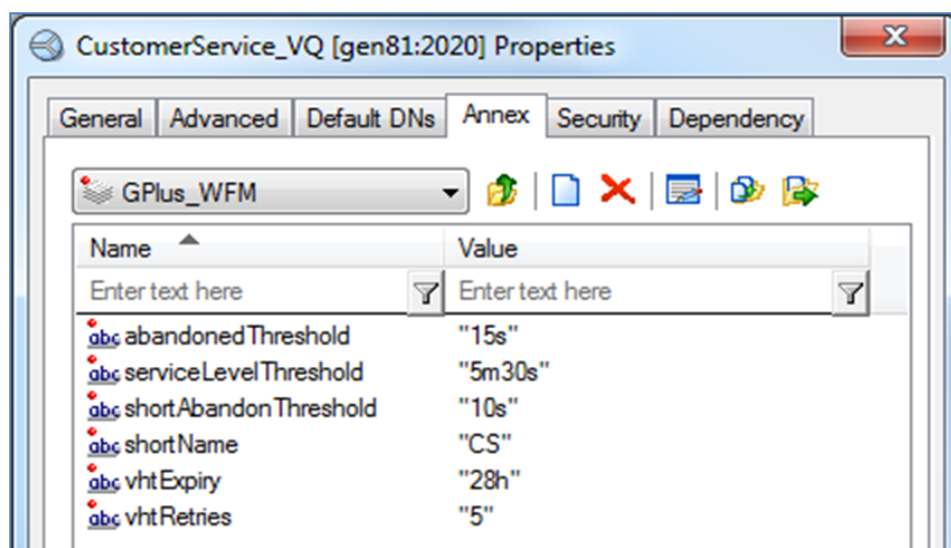 CustomerService_VQ [gen81:2020] Properties
General Advanced Default DNs Annex Security Dependency
GPlus_WFM
Name Value
Enter text here Enter text here
abc abandonedThreshold "15s"
abc serviceLevelThreshold "5m30s"
abc shortAbandonThreshold "10s"
abc shortName "CS"
abc vhtExpiry "28h"
abc vhtRetries "5"